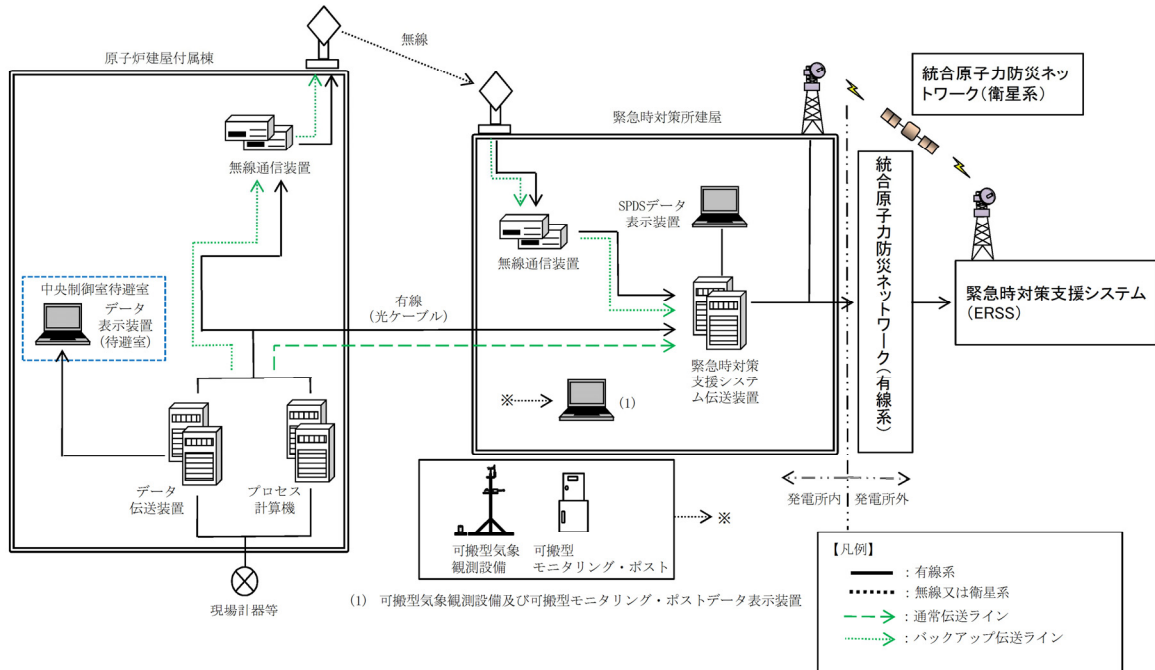 原子炉建屋付属棟
無線
無線通信装置
中央制御室待避室
データ
表示装置
(待避室)
データ
伝送装置
プロセス
計算機
現場計器等
有線
(光ケーブル)
緊急時対策所建屋
無線通信装置
SPDSデータ
表示装置
緊急時対策
支援システ
ム伝送装置
※
(1)
可搬型気象
観測設備
可搬型
モニタリング・ポスト
※
(1) 可搬型気象観測設備及び可搬型モニタリング・ポストデータ表示装置
統合原子力防災ネッ
トワーク(衛星系)
統合原子力防災ネットワーク(有線系)
緊急時対策支援システム
(ERSS)
発電所内
発電所外
【凡例】
:有線系
:無線又は衛星系
:通常伝送ライン
:バックアップ伝送ライン